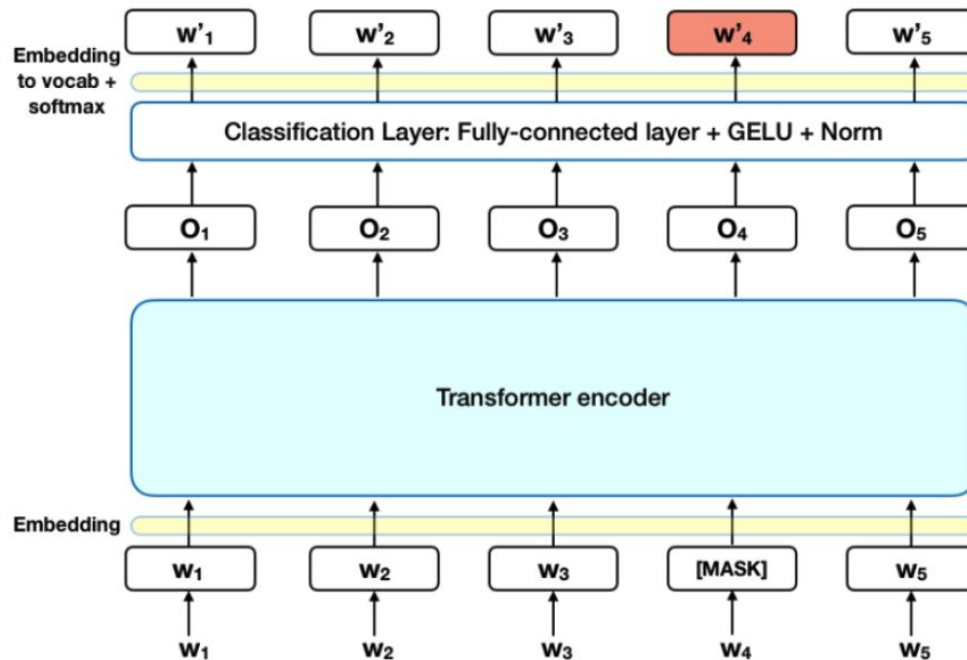 w'₁ w'₂ w'₃ w'₄ w'₅
Embedding
to vocab +
softmax
Classification Layer: Fully-connected layer + GELU + Norm
O₁ O₂ O₃ O₄ O₅
Transformer encoder
Embedding
w₁ w₂ w₃ [MASK] w₅
w₁ w₂ w₃ w₄ w₅